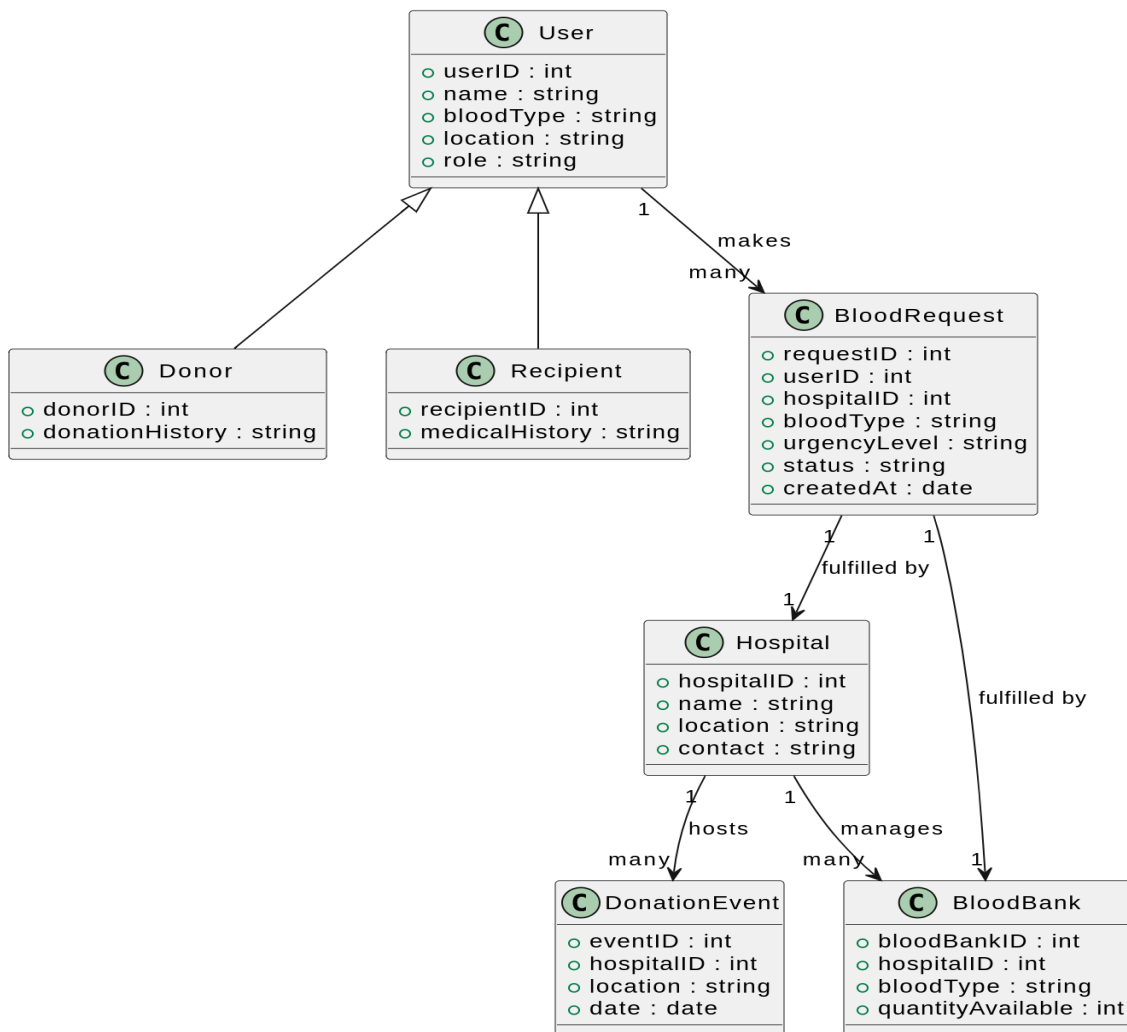 C User
userID : int
name : string
bloodType : string
location : string
role : string
1
makes
many
C BloodRequest
requestID : int
userID : int
hospitalID : int
bloodType : string
urgencyLevel : string
status : string
createdAt : date
C Donor
donorID : int
donationHistory : string
C Recipient
recipientID : int
medicalHistory : string
1
1
fulfilled by
1
C Hospital
hospitalID : int
name : string
location : string
contact : string
fulfilled by
1
1
hosts
manages
many
many
1
C DonationEvent
eventID : int
hospitalID : int
location : string
date : date
C BloodBank
bloodBankID : int
hospitalID : int
bloodType : string
quantityAvailable : int